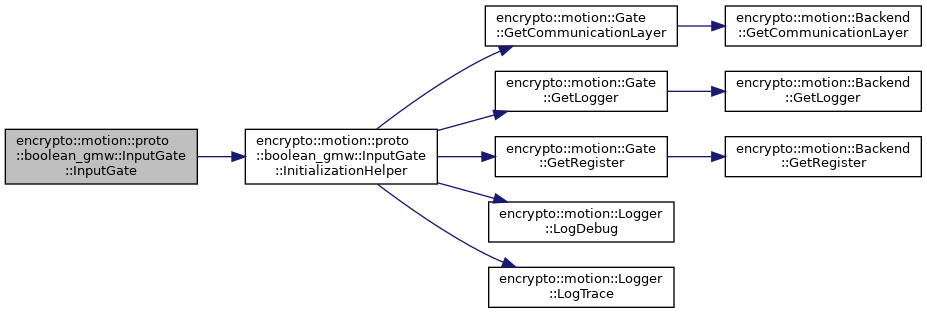 encrypto::motion::proto
::boolean_gmw::InputGate
::InputGate
encrypto::motion::proto
::boolean_gmw::InputGate
::InitializationHelper
encrypto::motion::Gate
::GetCommunicationLayer
encrypto::motion::Backend
::GetCommunicationLayer
encrypto::motion::Gate
::GetLogger
encrypto::motion::Backend
::GetLogger
encrypto::motion::Gate
::GetRegister
encrypto::motion::Backend
::GetRegister
encrypto::motion::Logger
::LogDebug
encrypto::motion::Logger
::LogTrace